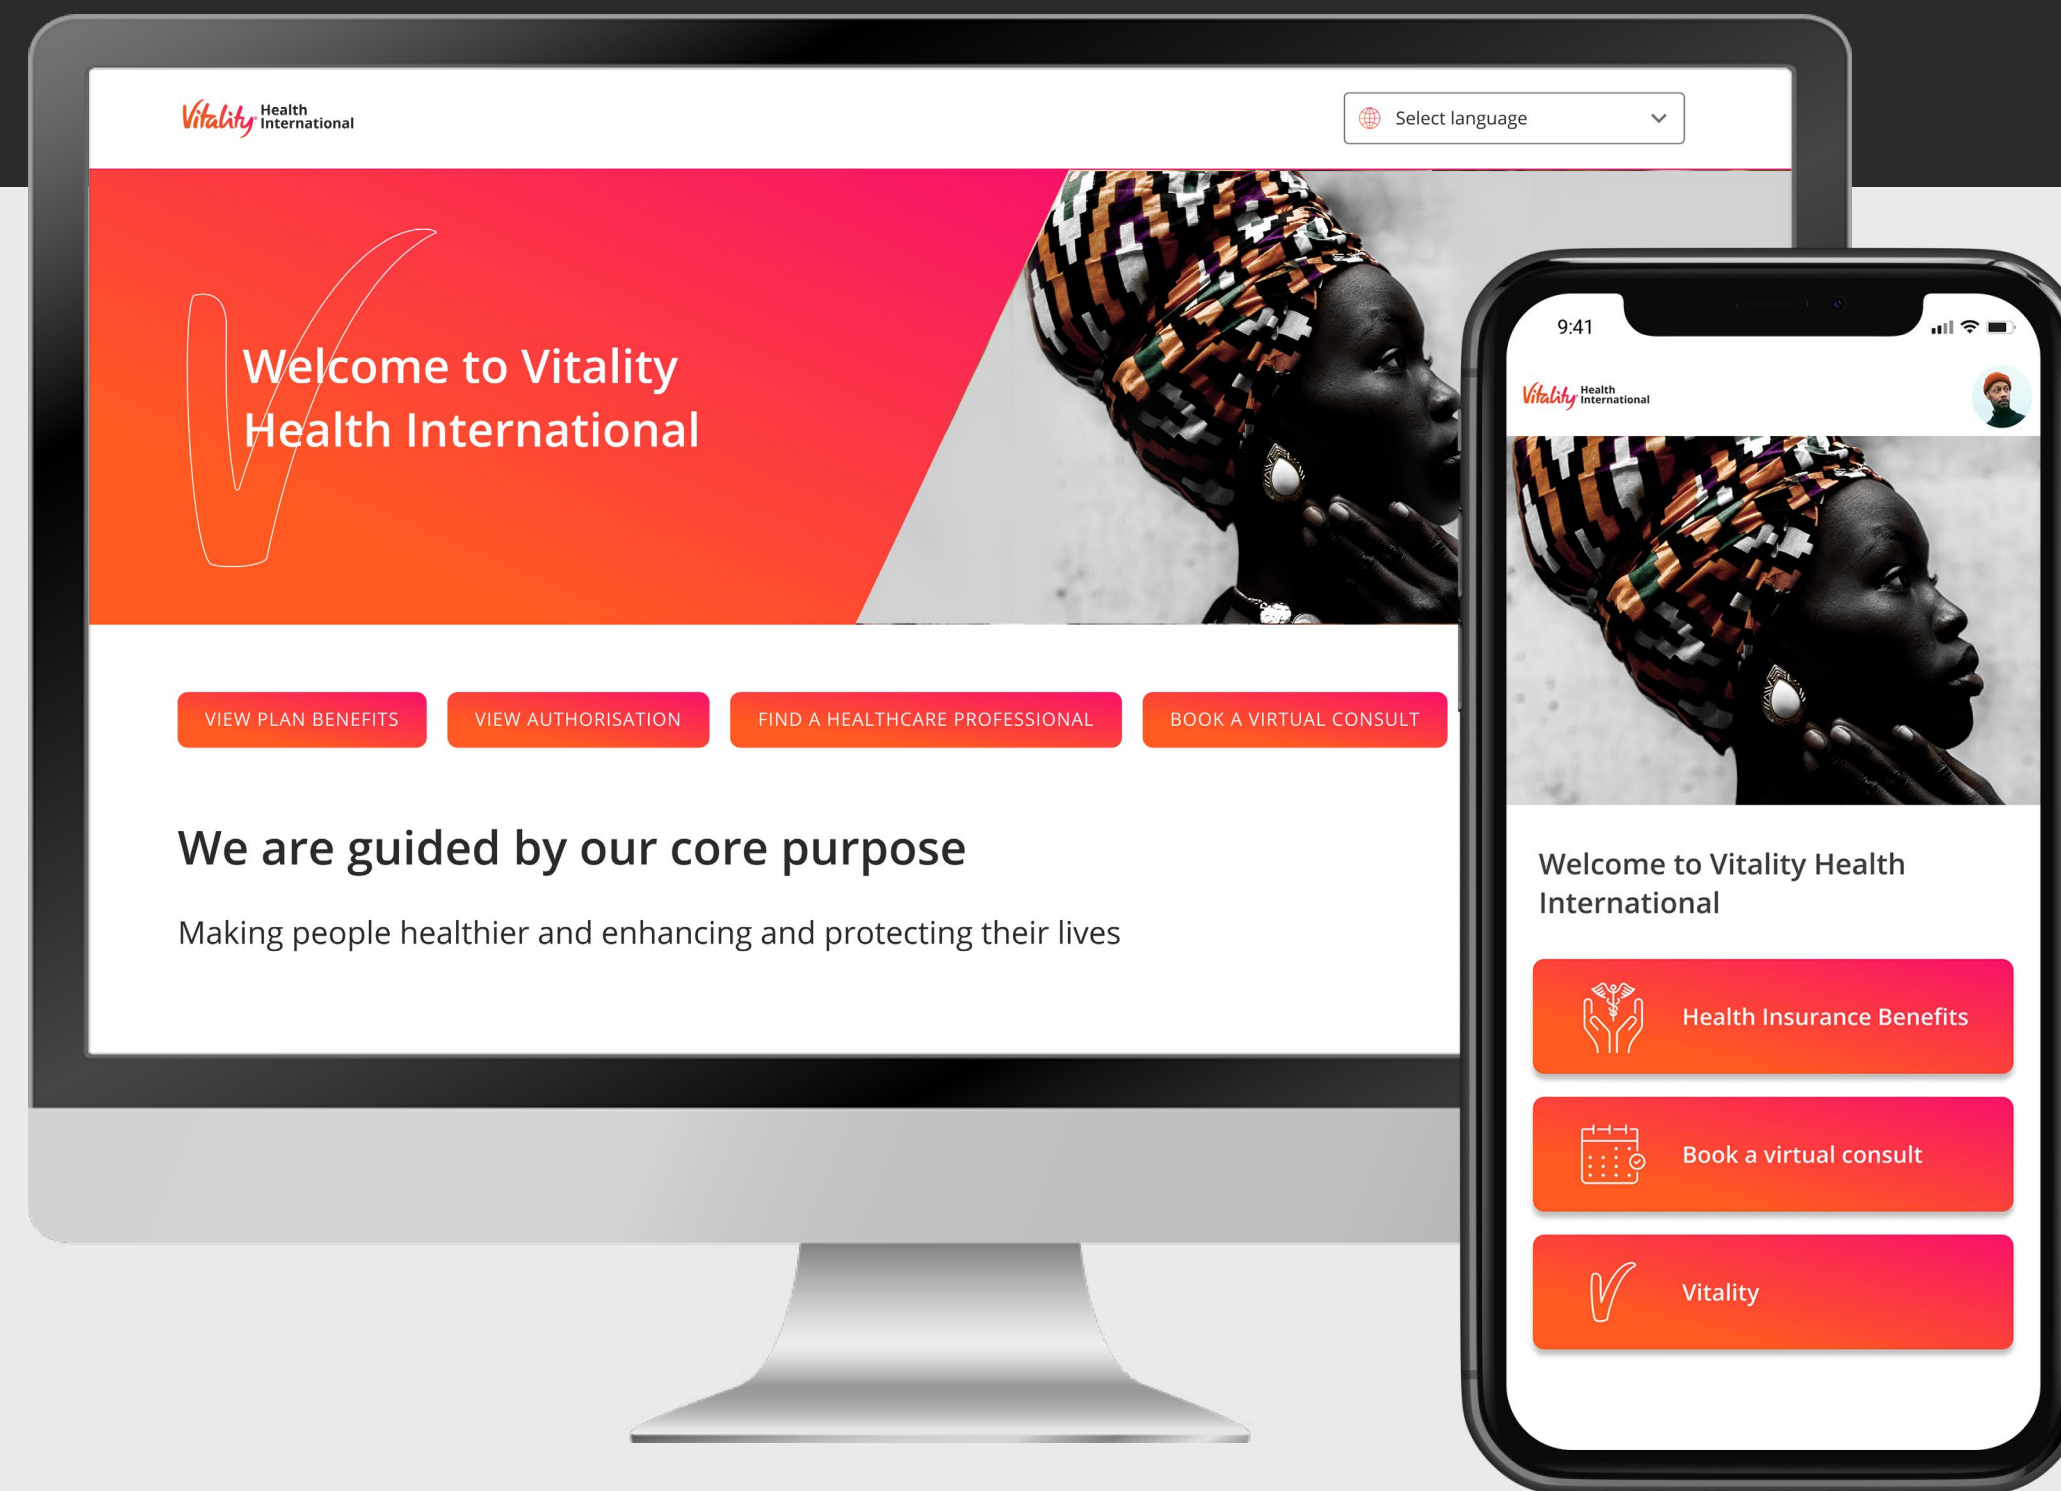 Vitality Health
International
Select language
Welcome to Vitality
Health International
VIEW PLAN BENEFITS
VIEW AUTHORISATION
FIND A HEALTHCARE PROFESSIONAL
BOOK A VIRTUAL CONSULT
We are guided by our core purpose
Making people healthier and enhancing and protecting their lives
9:41
Vitality Health
International
Welcome to Vitality Health
International
Health Insurance Benefits
Book a virtual consult
Vitality